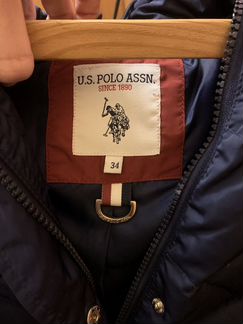 U.S. POLO ASSN.
SINCE 1890
34